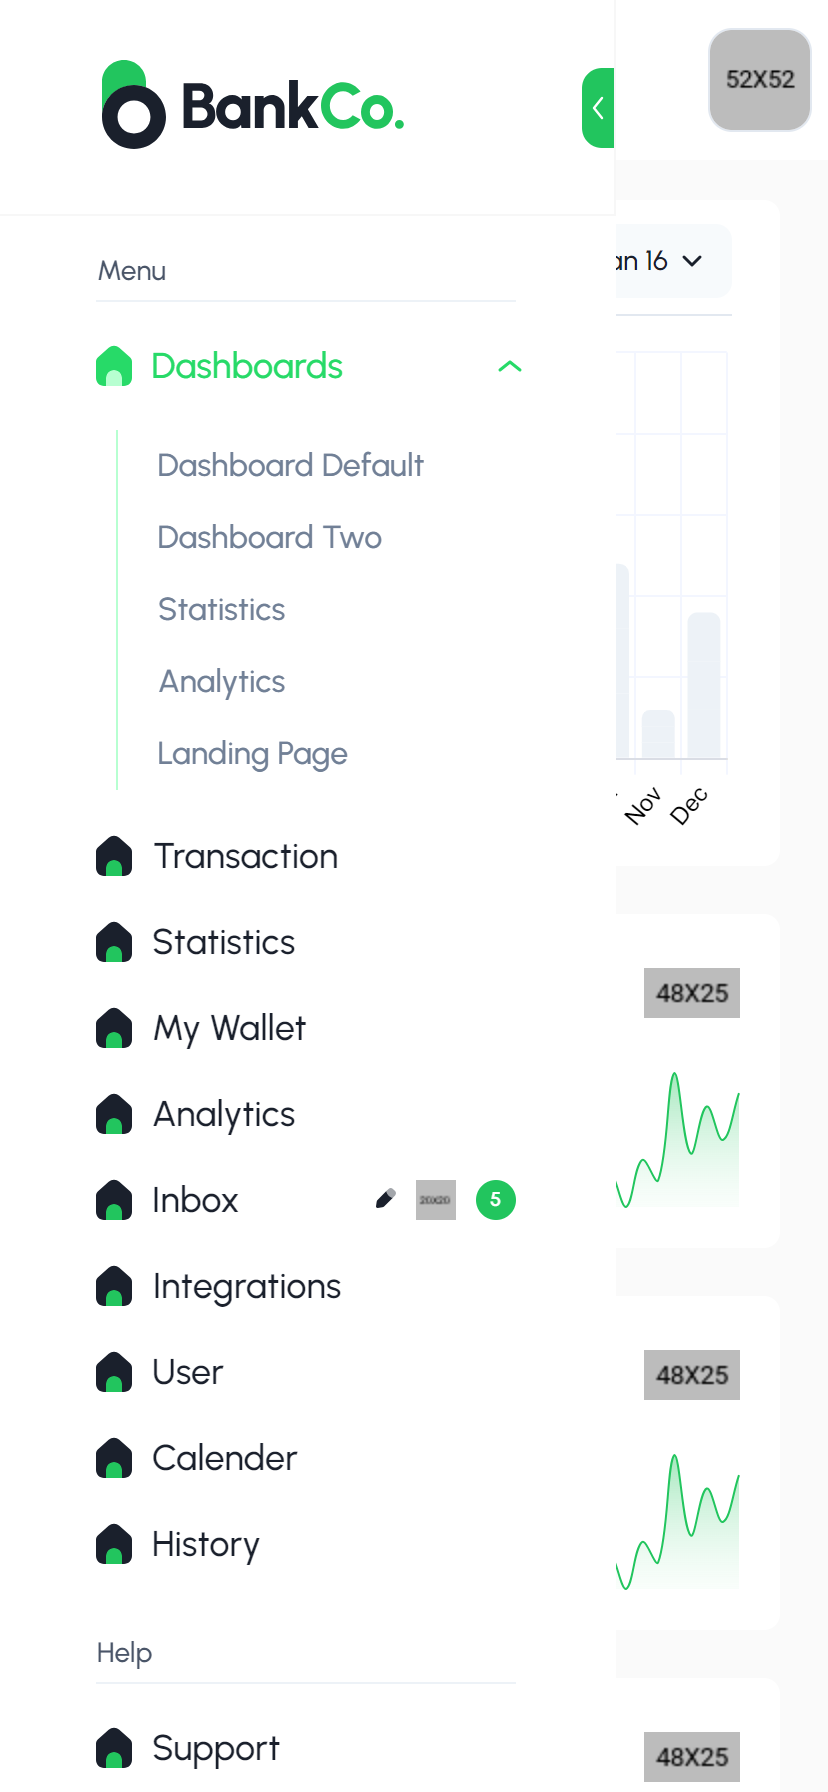 BankCo.
52X52
Menu
an 16
Dashboards
Dashboard Default
Dashboard Two
Statistics
Analytics
Landing Page
Nov
Dec
Transaction
Statistics
48X25
My Wallet
Analytics
Inbox
20X20
5
Integrations
User
48X25
Calender
History
Help
Support
48X25